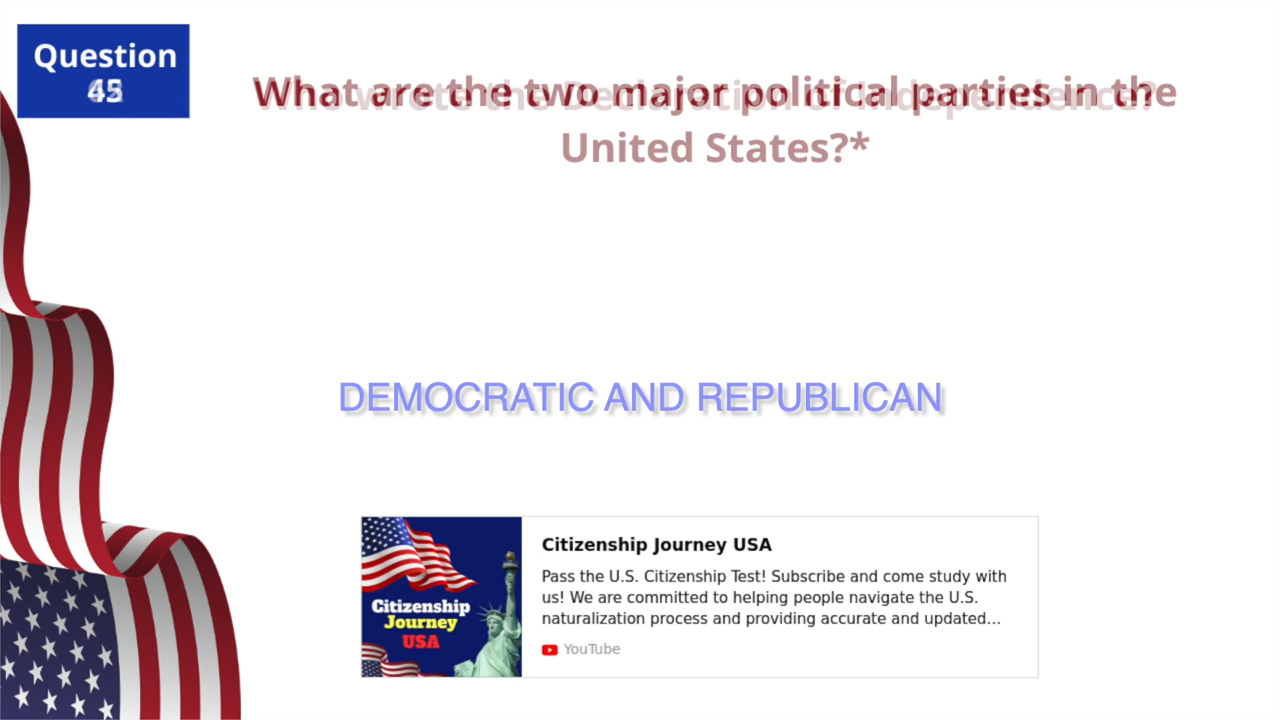 Question
45
What are the two major political parties in the
United States?*
DEMOCRATIC AND REPUBLICAN
Citizenship
Journey
USA
Citizenship Journey USA
Pass the U.S. Citizenship Test! Subscribe and come study with
us! We are committed to helping people navigate the U.S.
naturalization process and providing accurate and updated...
YouTube